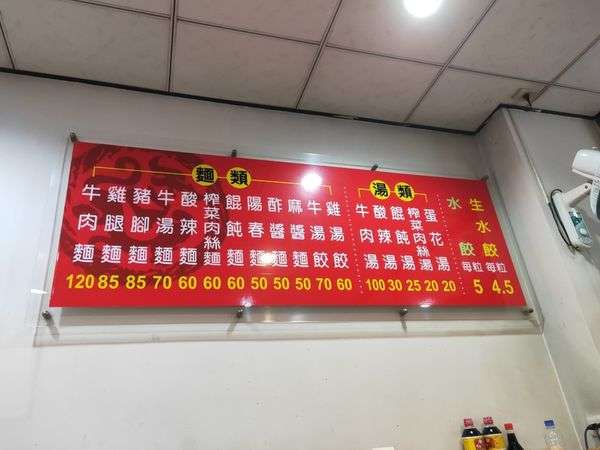 麵類
牛肉麵 120
雞腿麵 85
豬腳麵 85
牛湯麵 70
酸辣麵 60
榨菜肉絲麵 60
餛飩麵 60
陽春麵 50
酢醬麵 50
麻醬麵 50
牛湯餃 70
雞湯餃 60
湯類
牛肉湯 100
酸辣湯 30
餛飩湯 25
榨菜肉絲湯 20
蛋花湯 20
水餃 每粒 5
生水餃 每粒 4.5